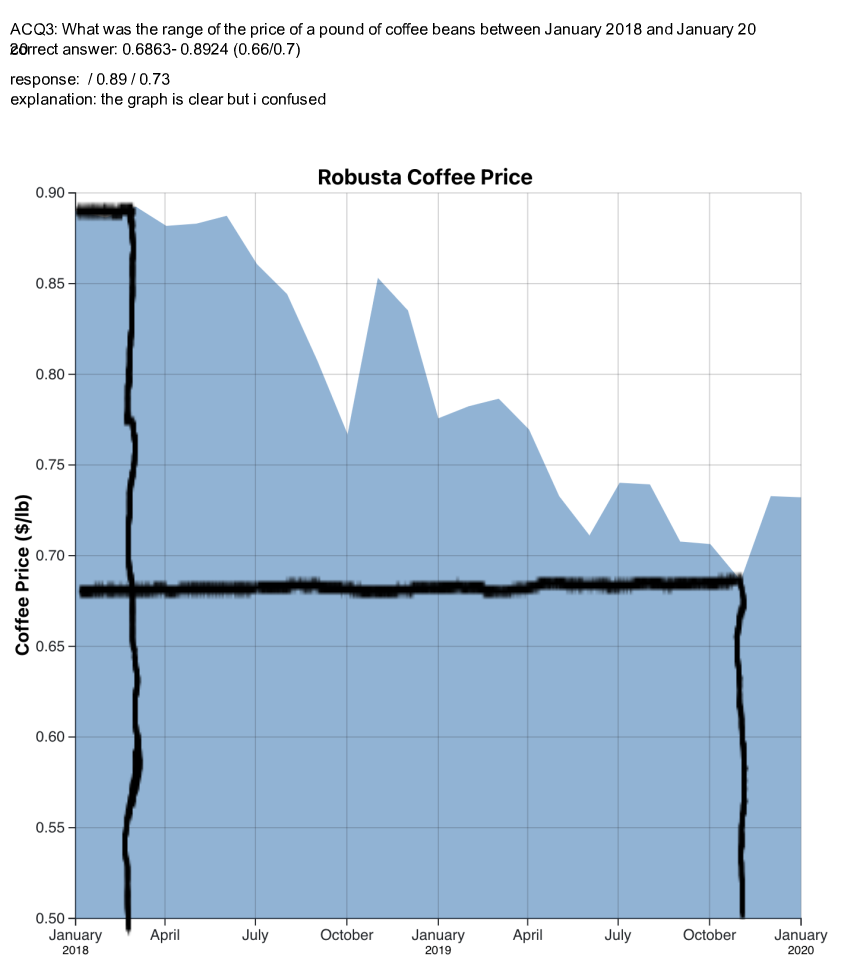 ACQ3: What was the range of the price of a pound of coffee beans between January 2018 and January 20
20
correct answer: 0.6863- 0.8924 (0.66/0.7)
response:  / 0.89 / 0.73
explanation: the graph is clear but i confused
Robusta Coffee Price
0.90
0.85
0.80
0.75
0.70
0.65
0.60
0.55
0.50
Coffee Price ($/lb)
January April July October January April July October January
2018 2019 2020